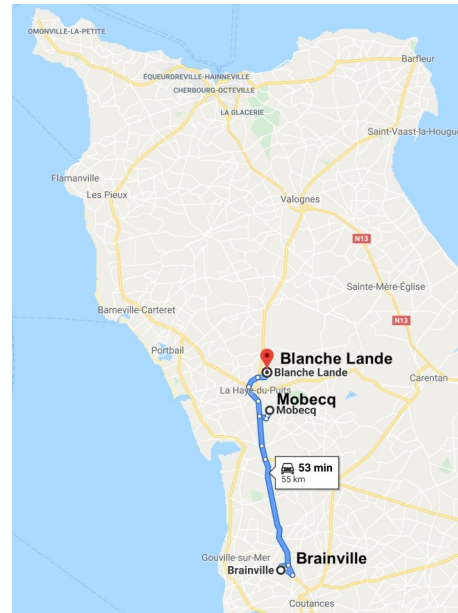 OMONVILLE-LA-PETITE
Barfleur
ÉQUEURDREVILLE-HAINNEVILLE
CHERBOURG-OCTEVILLE
LA GLACERIE
Saint-Vaast-la-Hougue
Flamanville
Les Pieux
Valognes
N13
Sainte-Mère-Église
Barneville-Carteret
N13
Portbail
Blanche Lande
Blanche Lande
Carentan
La Haye-du-Puits
Mobecq
Mobecq
53 min
55 km
Gouville-sur-Mer
Brainville
Brainville
Coutances